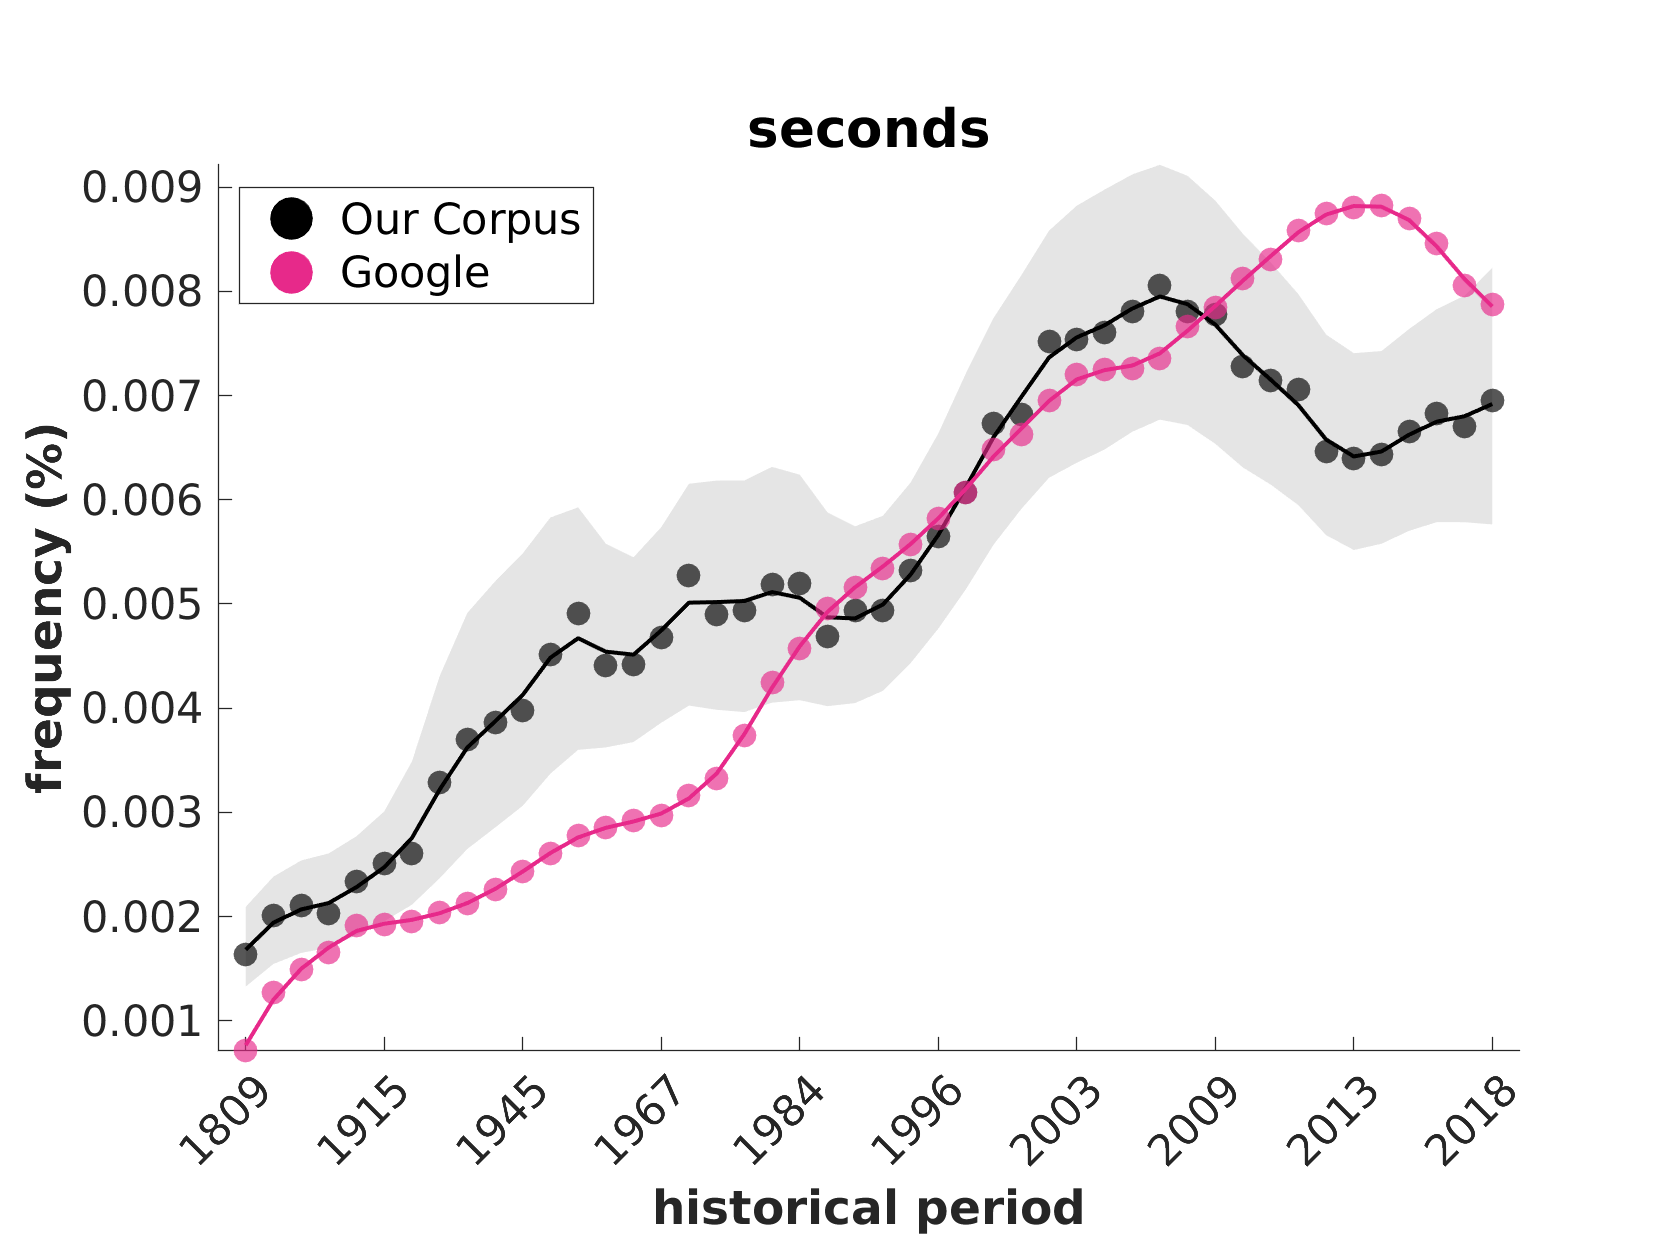 seconds
Our Corpus
Google
0.009
0.008
0.007
0.006
0.005
0.004
0.003
0.002
0.001
frequency (%)
1809 1915 1945 1967 1984 1996 2003 2009 2013 2018
historical period